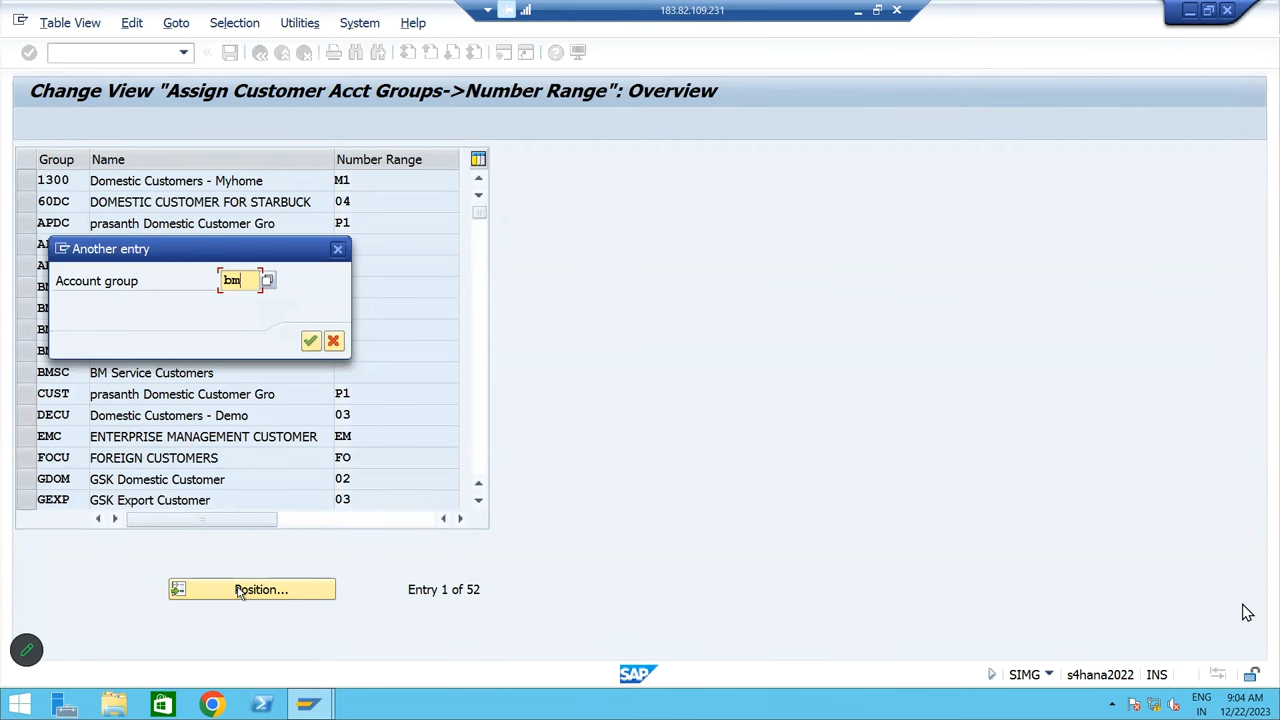 183.82.109.231
Table View Edit Goto Selection Utilities System Help
Change View "Assign Customer Acct Groups->Number Range": Overview
Group Name Number Range
1300 Domestic Customers - Myhome M1
60DC DOMESTIC CUSTOMER FOR STARBUCK 04
APDC prasanth Domestic Customer Gro P1
Another entry
Account group bm
BMSC BM Service Customers
CUST prasanth Domestic Customer Gro P1
DECU Domestic Customers - Demo 03
EMC ENTERPRISE MANAGEMENT CUSTOMER EM
FOCU FOREIGN CUSTOMERS FO
GDOM GSK Domestic Customer 02
GEXP GSK Export Customer 03
Position... Entry 1 of 52
SAP SIMG s4hana2022 INS
ENG 9:04 AM
IN 12/22/2023